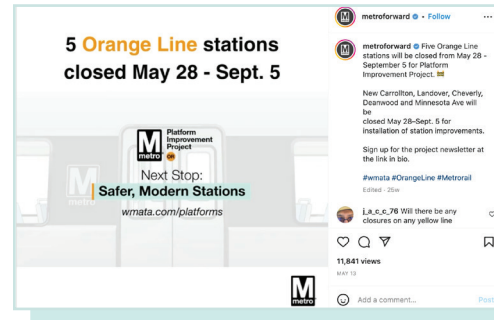 5 Orange Line stations
closed May 28 - Sept. 5
M
metro
Platform
Improvement
Project
OR
Next Stop:
Safer, Modern Stations
wmata.com/platforms
M
metro
metroforward • Follow
metroforward Five Orange Line
stations will be closed from May 28 -
September 5 for Platform
Improvement Project.
New Carrollton, Landover, Cheverly,
Deanwood and Minnesota Ave will
be
closed May 28–Sept. 5 for
installation of station improvements.
Sign up for the project newsletter at
the link in bio.
#wmata #OrangeLine #Metrorail
Edited · 25w
j_a_c_c_76 Will there be any
closures on any yellow line
11,841 views
MAY 13
Add a comment...
Post